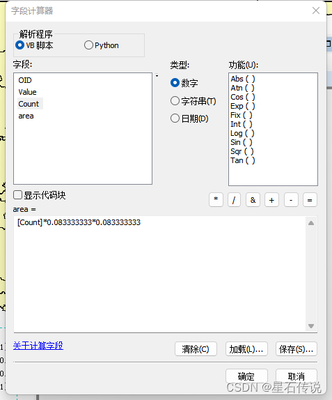 字段计算器
解析程序
VB 脚本
Python
字段:
类型:
功能(U):
OID
Value
Count
area
数字
字符串(T)
日期(D)
Abs ( )
Atn ( )
Cos ( )
Exp ( )
Fix ( )
Int ( )
Log ( )
Sin ( )
Sqr ( )
Tan ( )
显示代码块
* / & + - =
area =
[Count]*0.083333333*0.083333333
关于计算字段
清除(C)
加载(L)...
保存(S)...
确定
取消
CSDN @星石传说